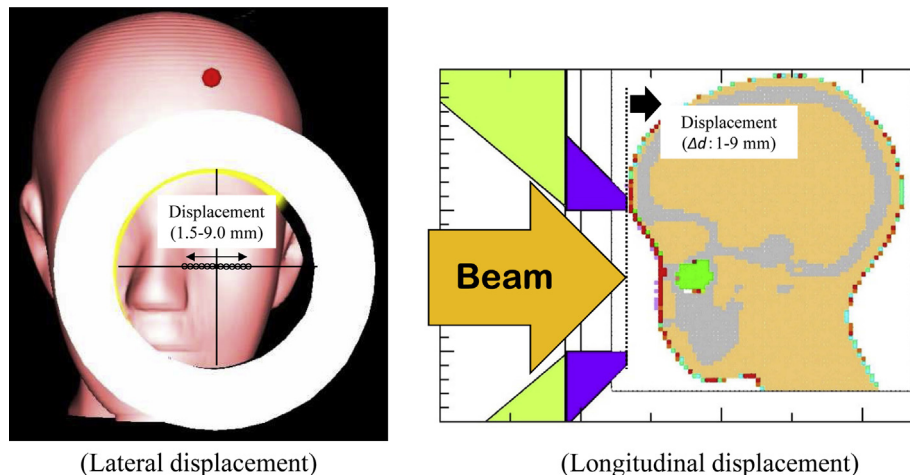 Displacement
(1.5-9.0 mm)
(Lateral displacement)
Displacement
(Δd: 1-9 mm)
Beam
(Longitudinal displacement)